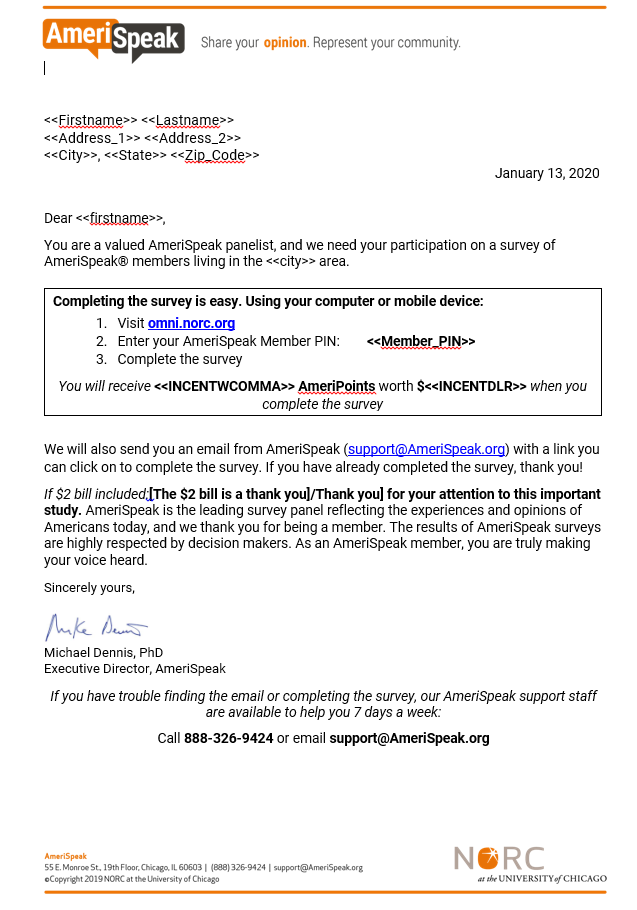 AmeriSpeak Share your opinion. Represent your community.
<<Firstname>> <<Lastname>>
<<Address_1>> <<Address_2>>
<<City>>, <<State>> <<Zip_Code>>
January 13, 2020
Dear <<firstname>>,
You are a valued AmeriSpeak panelist, and we need your participation on a survey of
AmeriSpeak® members living in the <<city>> area.
Completing the survey is easy. Using your computer or mobile device:
1. Visit omni.norc.org
2. Enter your AmeriSpeak Member PIN: <<Member_PIN>>
3. Complete the survey
You will receive <<INCENTWCOMMA>> AmeriPoints worth $<<INCENTDLR>> when you
complete the survey
We will also send you an email from AmeriSpeak (support@AmeriSpeak.org) with a link you
can click on to complete the survey. If you have already completed the survey, thank you!
If $2 bill included:[The $2 bill is a thank you]/Thank you] for your attention to this important
study. AmeriSpeak is the leading survey panel reflecting the experiences and opinions of
Americans today, and we thank you for being a member. The results of AmeriSpeak surveys
are highly respected by decision makers. As an AmeriSpeak member, you are truly making
your voice heard.
Sincerely yours,
Mike Dennis
Michael Dennis, PhD
Executive Director, AmeriSpeak
If you have trouble finding the email or completing the survey, our AmeriSpeak support staff
are available to help you 7 days a week:
Call 888-326-9424 or email support@AmeriSpeak.org
AmeriSpeak
55 E. Monroe St., 19th Floor, Chicago, IL 60603 | (888) 326-9424 | support@AmeriSpeak.org
©Copyright 2019 NORC at the University of Chicago
NORC
at the UNIVERSITY of CHICAGO